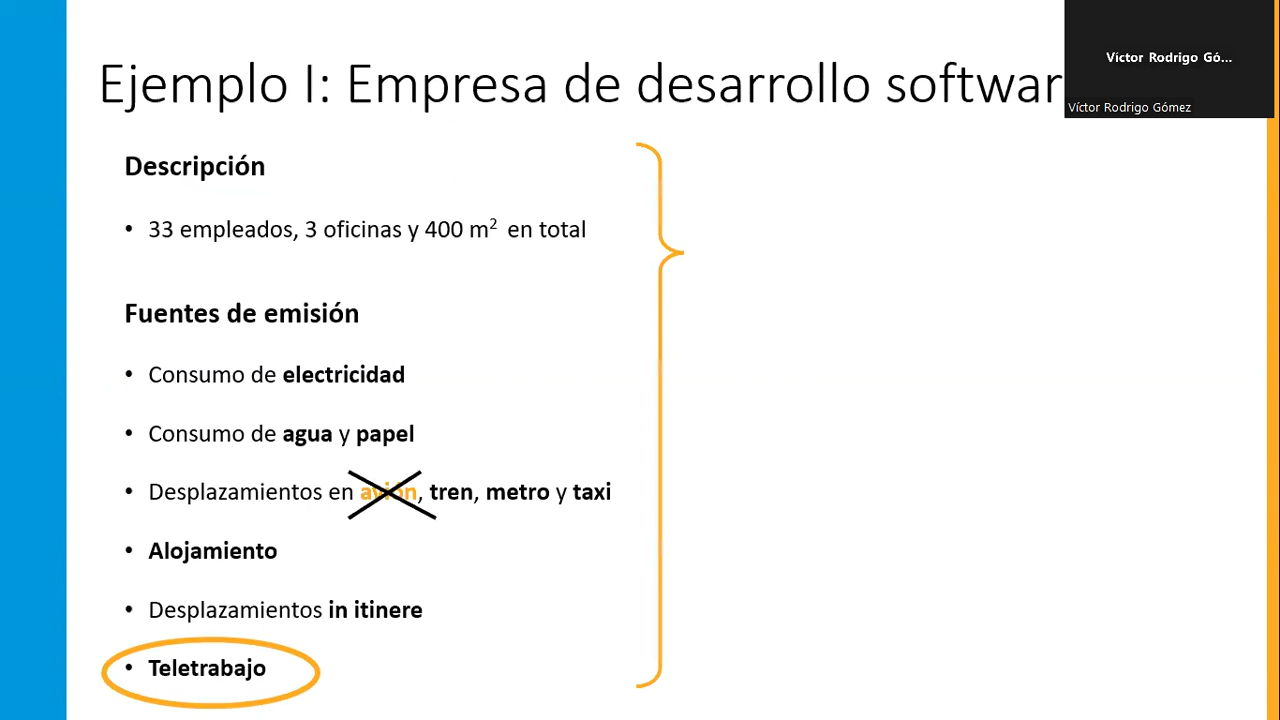 Ejemplo I: Empresa de desarrollo softwar
Víctor Rodrigo Gó...
Víctor Rodrigo Gómez
Descripción
• 33 empleados, 3 oficinas y 400 m² en total
Fuentes de emisión
• Consumo de electricidad
• Consumo de agua y papel
• Desplazamientos en avión, tren, metro y taxi
• Alojamiento
• Desplazamientos in itinere
• Teletrabajo